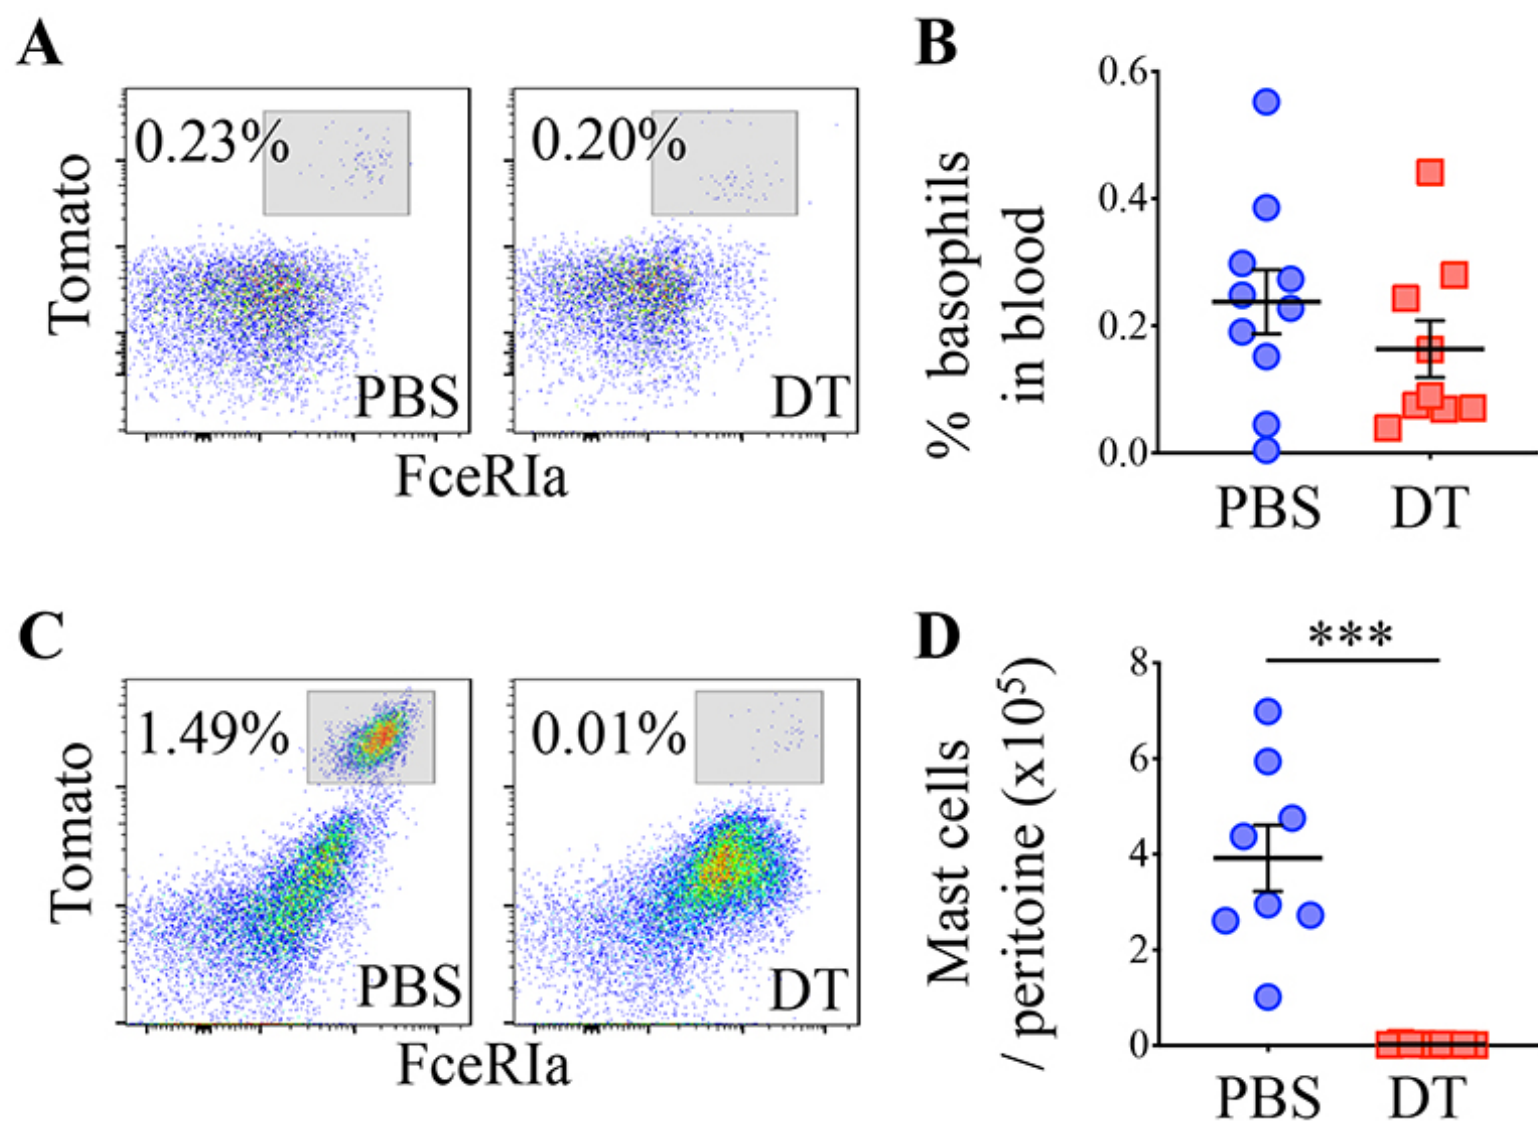 A
Tomato
0.23%
PBS
0.20%
DT
FceRIa
B
% basophils
in blood
0.6
0.4
0.2
0.0
PBS
DT
C
Tomato
1.49%
PBS
0.01%
DT
FceRIa
D
Mast cells
/ peritoine (x10⁵)
***
8
6
4
2
0
PBS
DT